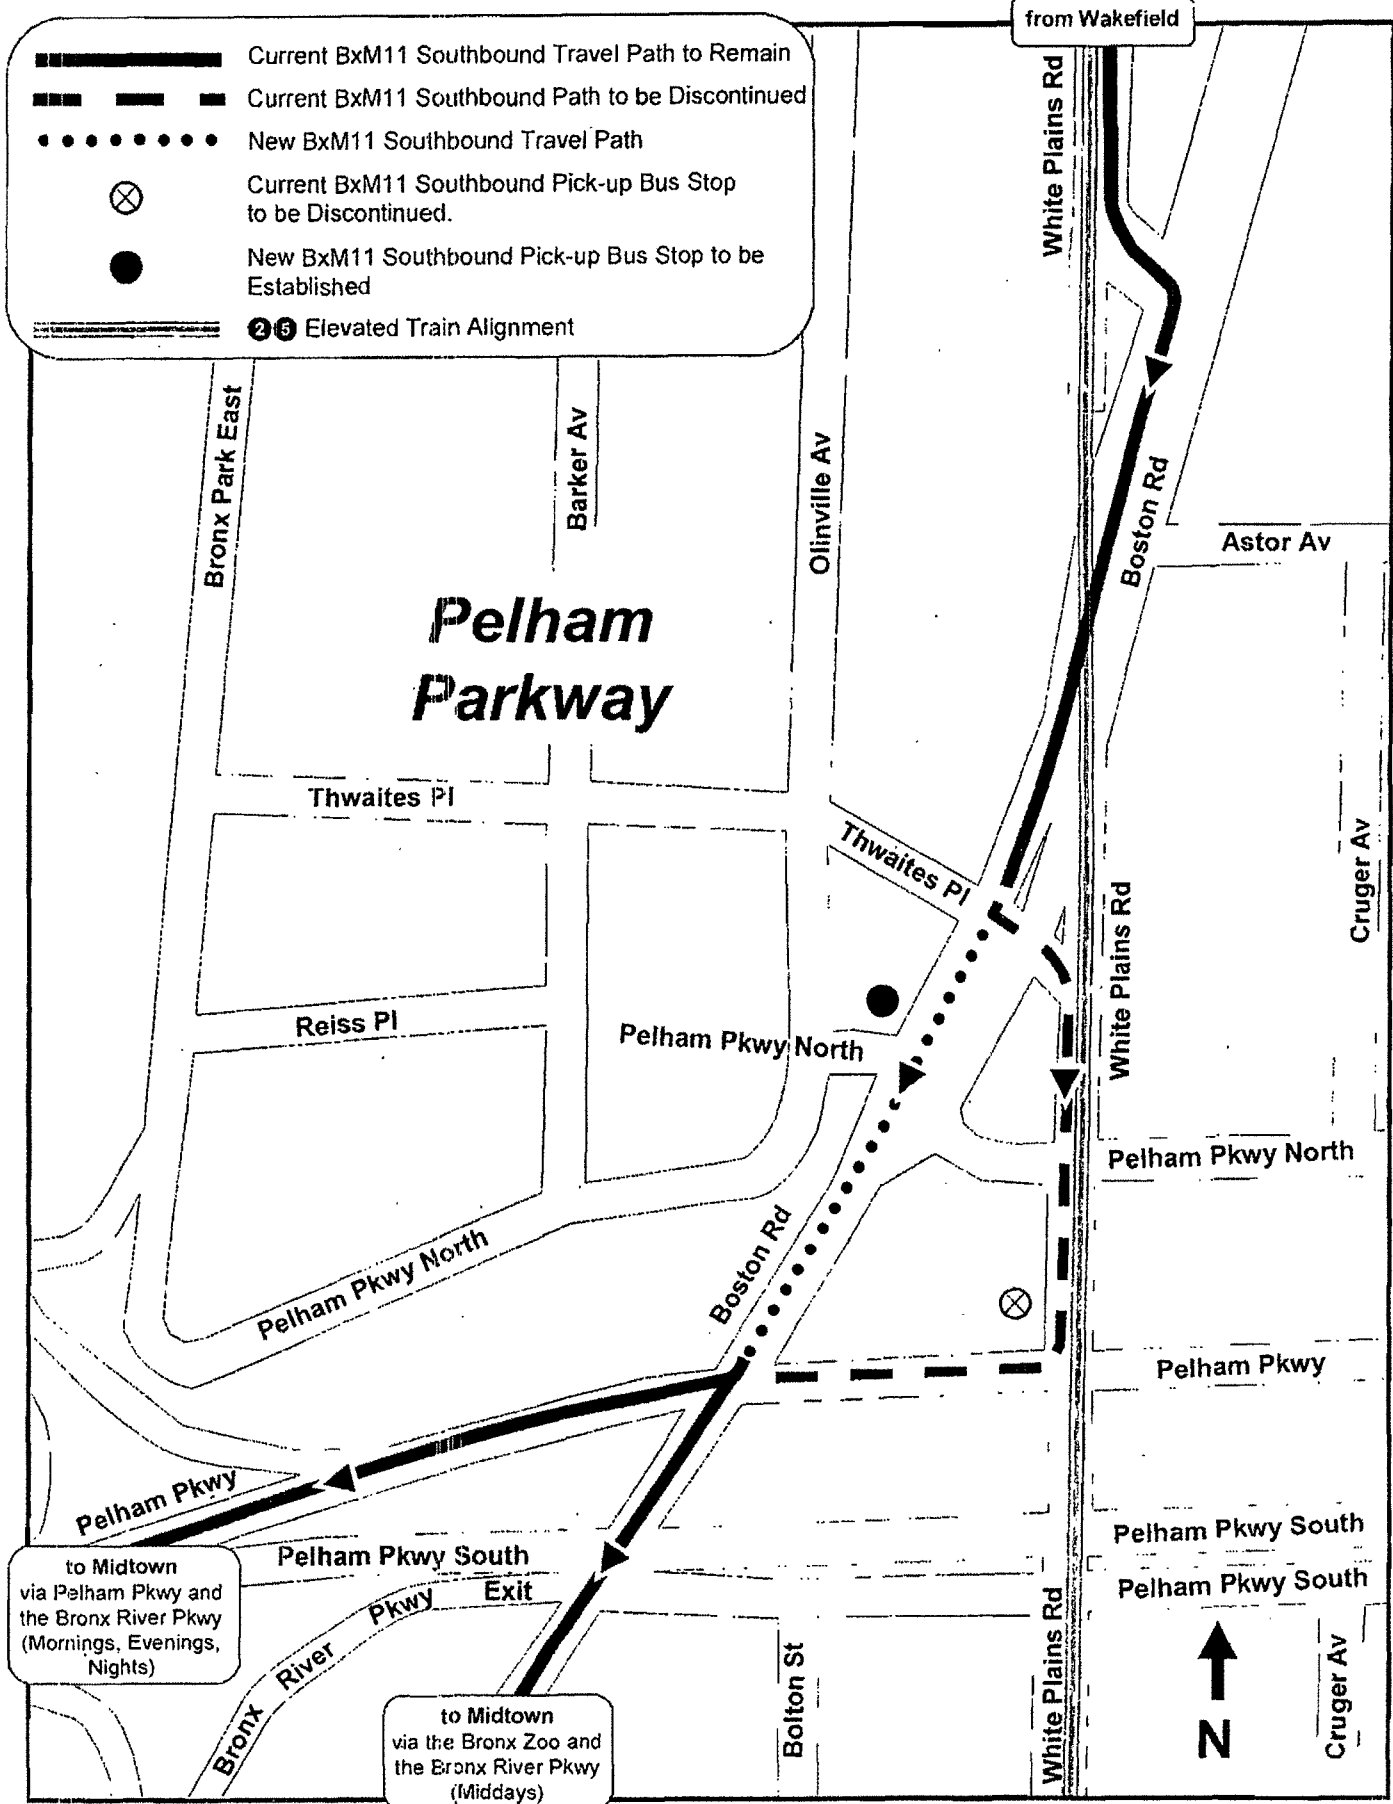 from Wakefield
Current BxM11 Southbound Travel Path to Remain
Current BxM11 Southbound Path to be Discontinued
New BxM11 Southbound Travel Path
Current BxM11 Southbound Pick-up Bus Stop
to be Discontinued.
New BxM11 Southbound Pick-up Bus Stop to be
Established
2 5 Elevated Train Alignment
White Plains Rd
Bronx Park East
Barker Av
Olinville Av
Boston Rd
Astor Av
Pelham
Parkway
Thwaites Pl
Thwaites Pl
Cruger Av
White Plains Rd
Reiss Pl
Pelham Pkwy North
Pelham Pkwy North
Pelham Pkwy North
Boston Rd
Pelham Pkwy
Pelham Pkwy
Pelham Pkwy South
Pelham Pkwy South
Pelham Pkwy South
Exit
Bronx River Pkwy
to Midtown
via Pelham Pkwy and
the Bronx River Pkwy
(Mornings, Evenings,
Nights)
to Midtown
via the Bronx Zoo and
the Bronx River Pkwy
(Middays)
Bolton St
White Plains Rd
Cruger Av
N